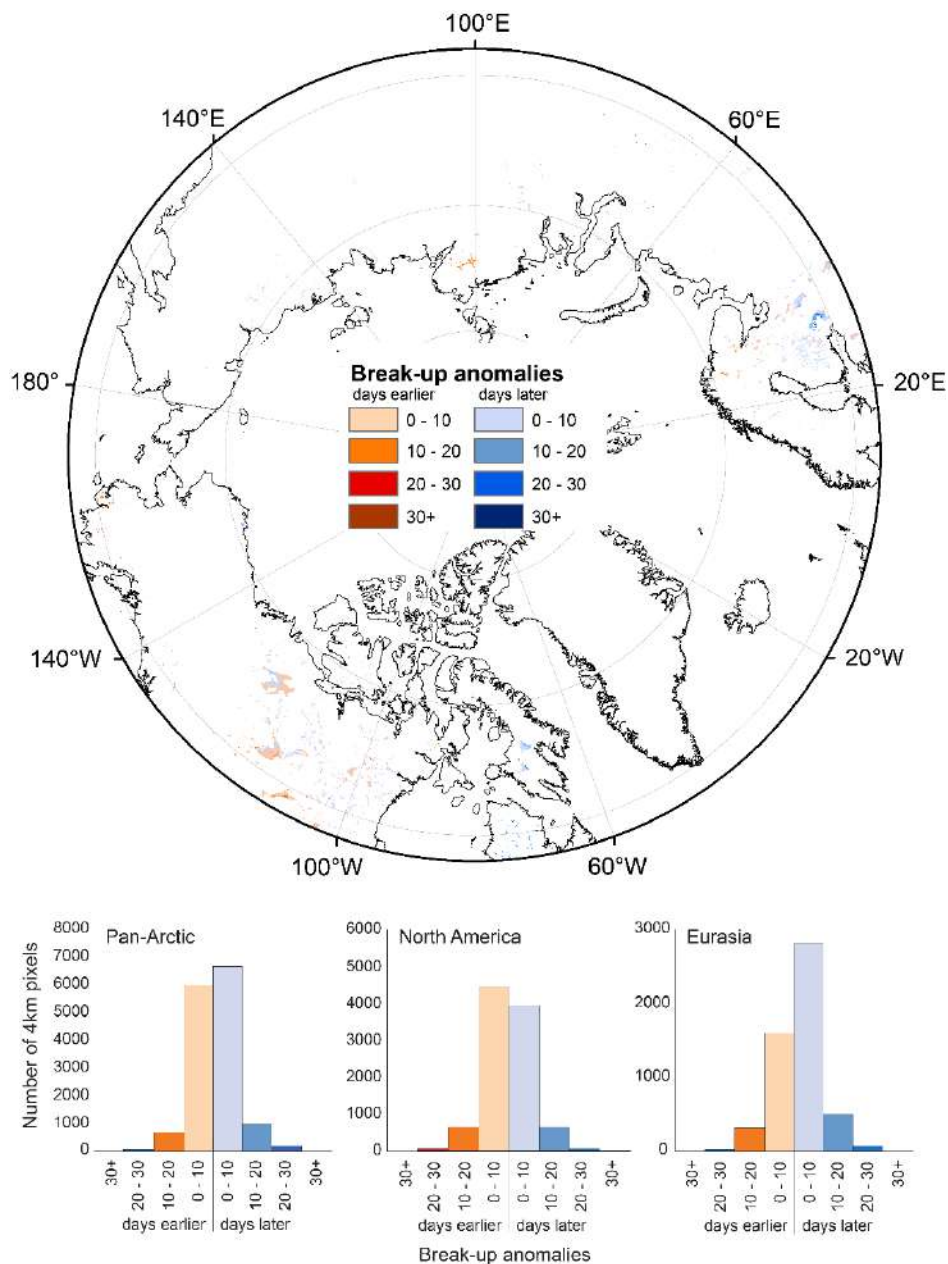 100°E
140°E
60°E
180°
20°E
Break-up anomalies
days earlier days later
0 - 10 0 - 10
10 - 20 10 - 20
20 - 30 20 - 30
30+ 30+
140°W
20°W
100°W
60°W
Pan-Arctic
Number of 4km pixels
8000
7000
6000
5000
4000
3000
2000
1000
0
30+
20 - 30
10 - 20
0 - 10
0 - 10
10 - 20
20 - 30
30+
days earlier days later
North America
6000
5000
4000
3000
2000
1000
0
30+
20 - 30
10 - 20
0 - 10
0 - 10
10 - 20
20 - 30
30+
days earlier days later
Eurasia
3000
2000
1000
0
30+
20 - 30
10 - 20
0 - 10
0 - 10
10 - 20
20 - 30
30+
days earlier days later
Break-up anomalies